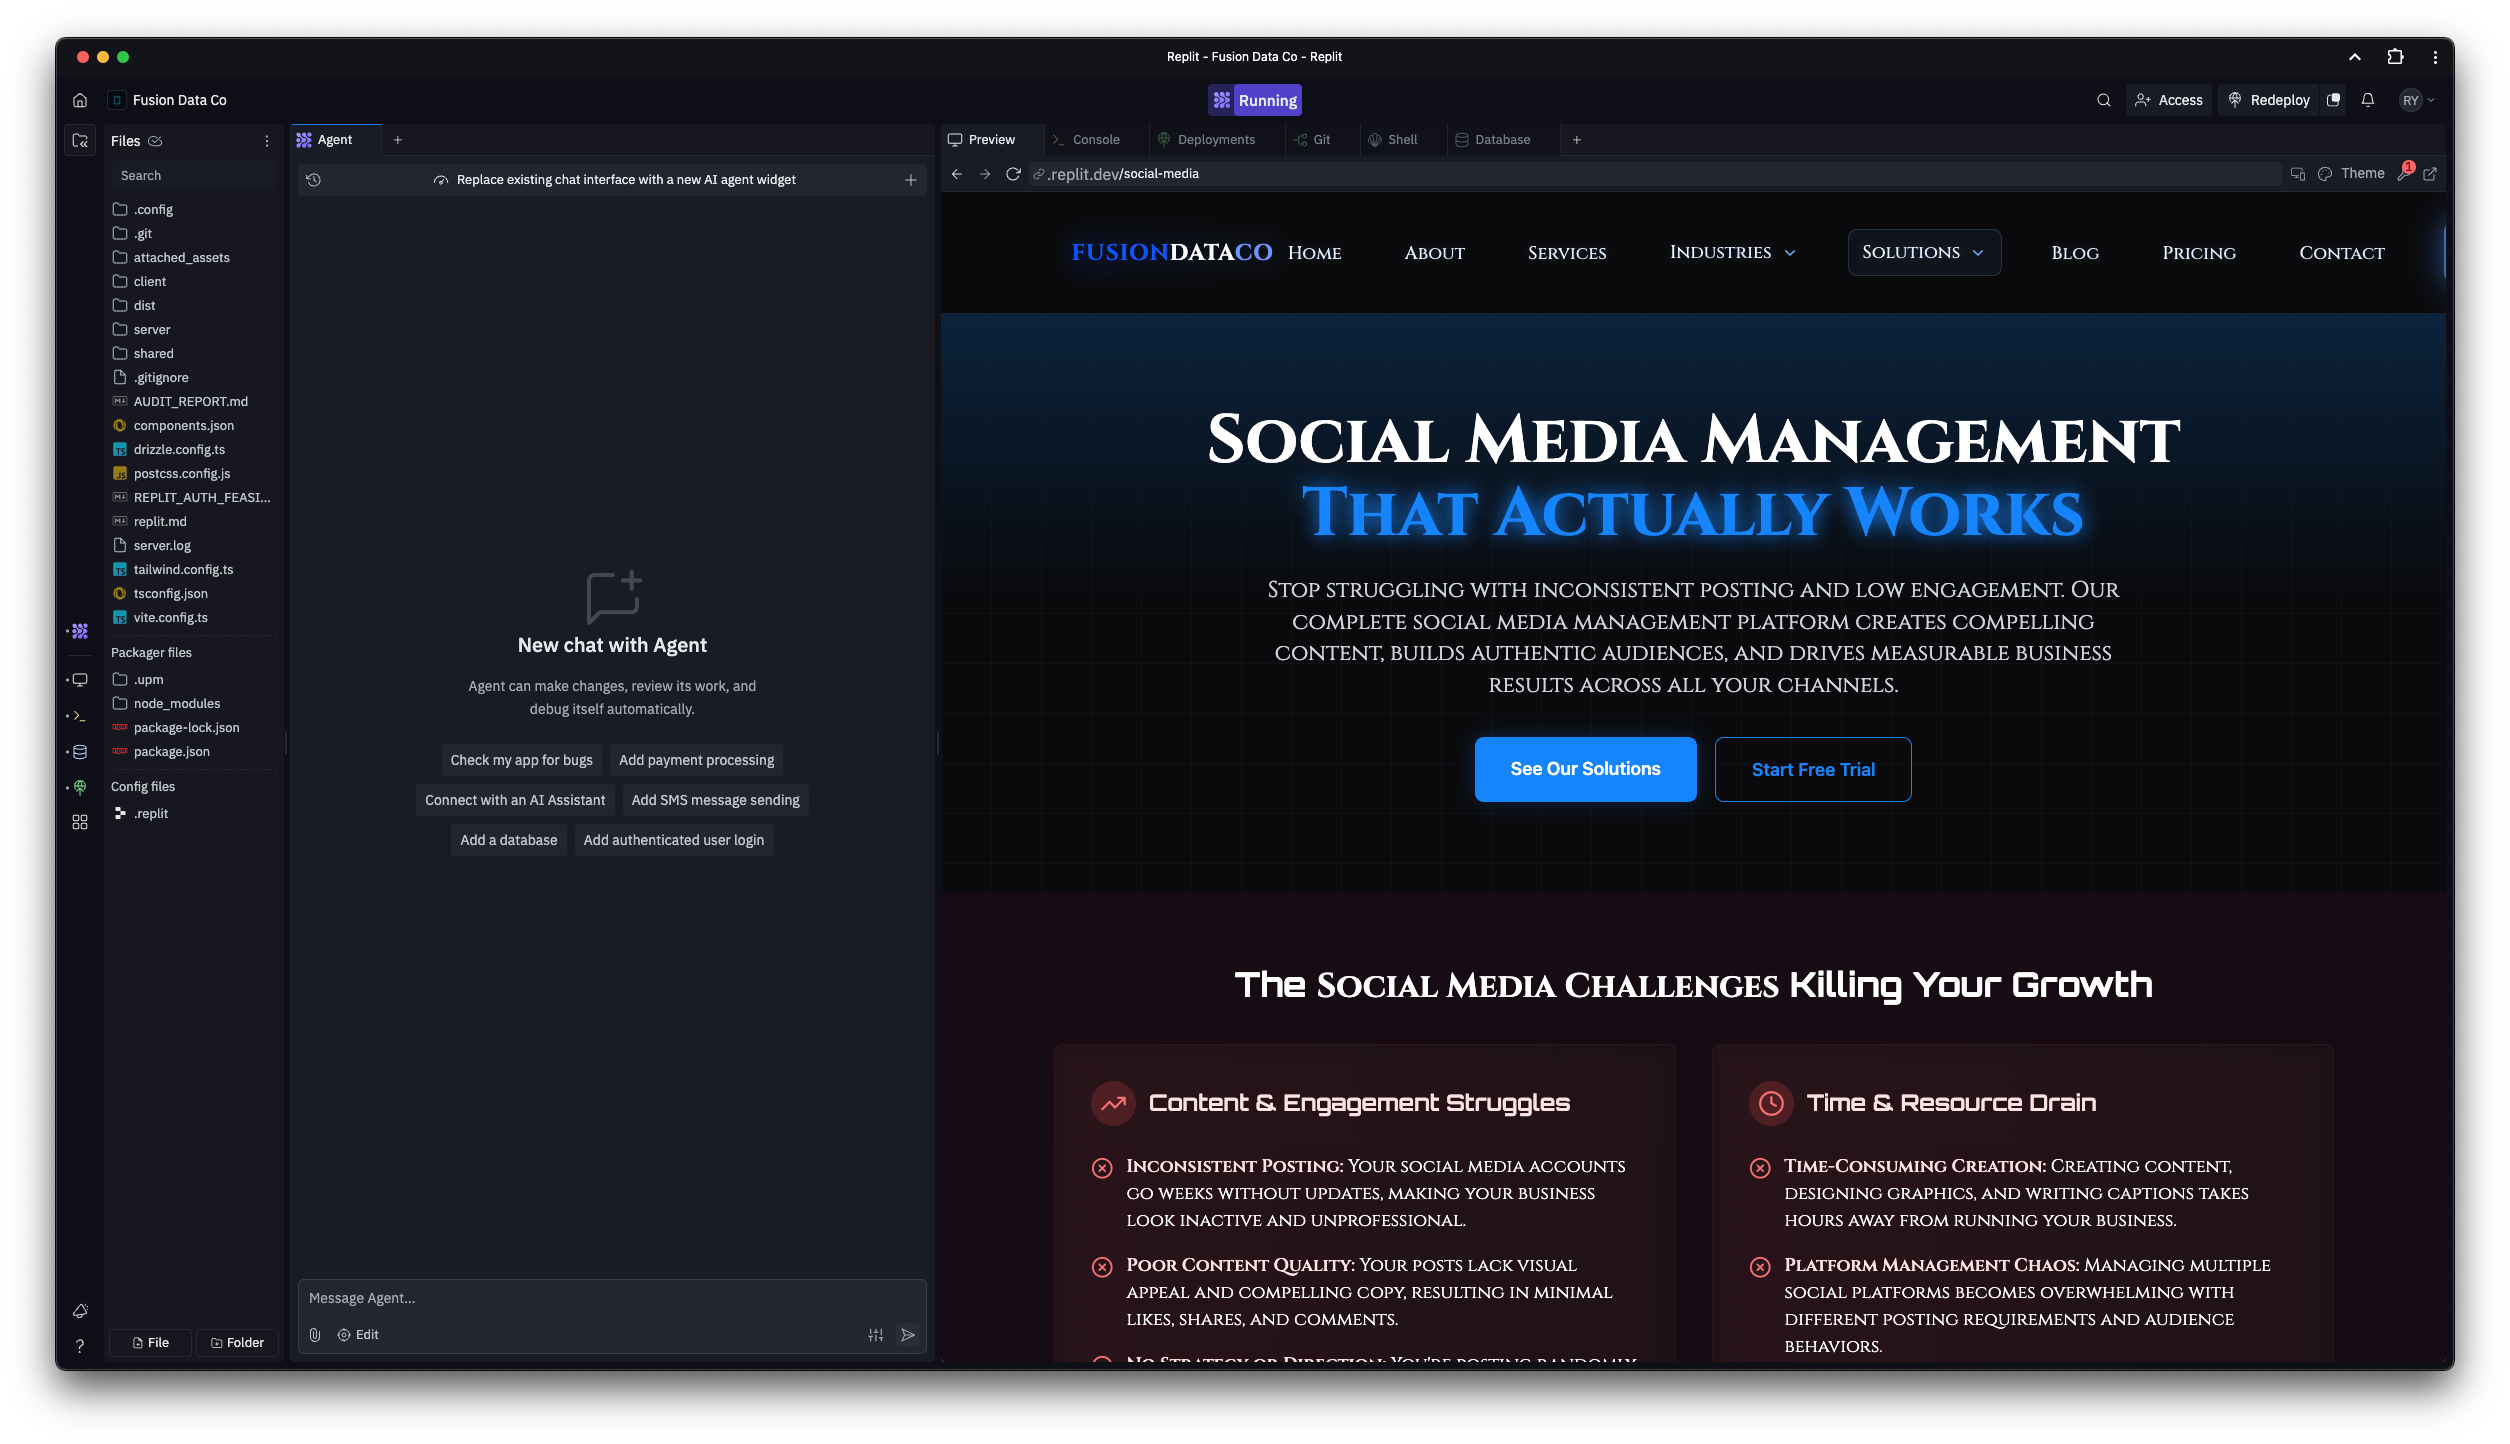 Replit - Fusion Data Co - Replit
Fusion Data Co
Running
Access
Redeploy
RY
Files
Search
.config
.git
attached_assets
client
dist
server
shared
.gitignore
AUDIT_REPORT.md
components.json
drizzle.config.ts
postcss.config.js
REPLIT_AUTH_FEASI...
replit.md
server.log
tailwind.config.ts
tsconfig.json
vite.config.ts
Packager files
.upm
node_modules
package-lock.json
package.json
Config files
.replit
File
Folder
Agent
Replace existing chat interface with a new AI agent widget
New chat with Agent
Agent can make changes, review its work, and
debug itself automatically.
Check my app for bugs
Add payment processing
Connect with an AI Assistant
Add SMS message sending
Add a database
Add authenticated user login
Message Agent...
Edit
Preview
Console
Deployments
Git
Shell
Database
.replit.dev/social-media
Theme
1
FUSIONDATACO
Home
About
Services
Industries
Solutions
Blog
Pricing
Contact
Social Media Management
That Actually Works
Stop struggling with inconsistent posting and low engagement. Our
complete social media management platform creates compelling
content, builds authentic audiences, and drives measurable business
results across all your channels.
See Our Solutions
Start Free Trial
The Social Media Challenges Killing Your Growth
Content & Engagement Struggles
Inconsistent Posting: Your social media accounts
go weeks without updates, making your business
look inactive and unprofessional.
Poor Content Quality: Your posts lack visual
appeal and compelling copy, resulting in minimal
likes, shares, and comments.
No Strategy or Direction: You're posting randomly
Time & Resource Drain
Time-Consuming Creation: Creating content,
designing graphics, and writing captions takes
hours away from running your business.
Platform Management Chaos: Managing multiple
social platforms becomes overwhelming with
different posting requirements and audience
behaviors.